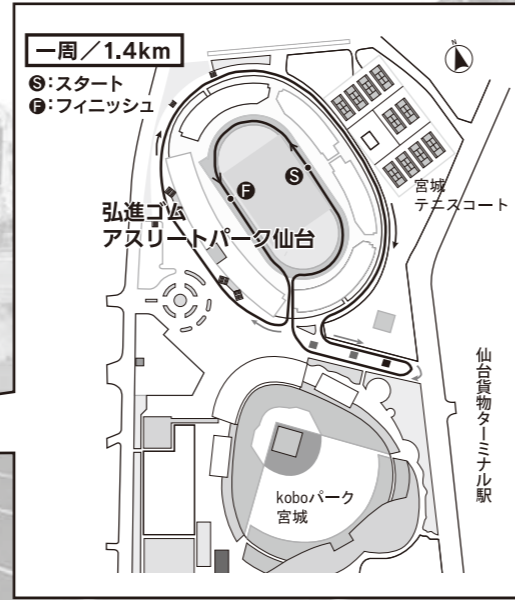 一周／1.4km
S：スタート
F：フィニッシュ
N
S
F
弘進ゴム
アスリートパーク仙台
宮城
テニスコート
仙台貨物ターミナル駅
koboパーク
宮城